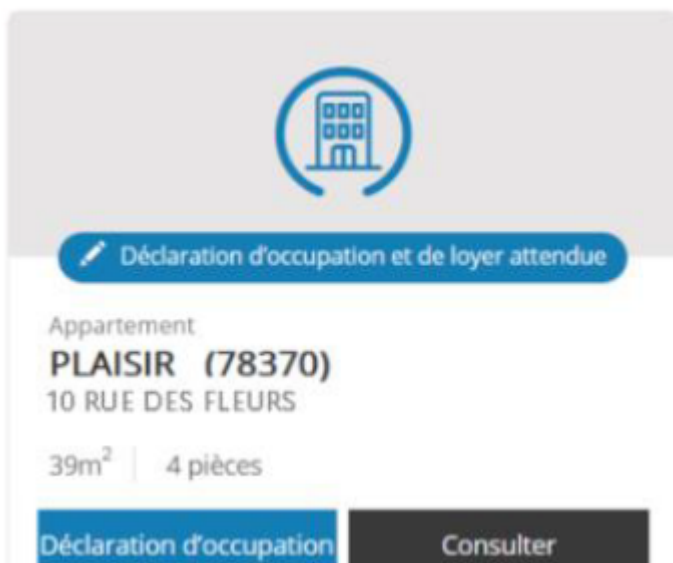 Déclaration d'occupation et de loyer attendue
Appartement
PLAISIR (78370)
10 RUE DES FLEURS
39m² 4 pièces
Déclaration d'occupation Consulter